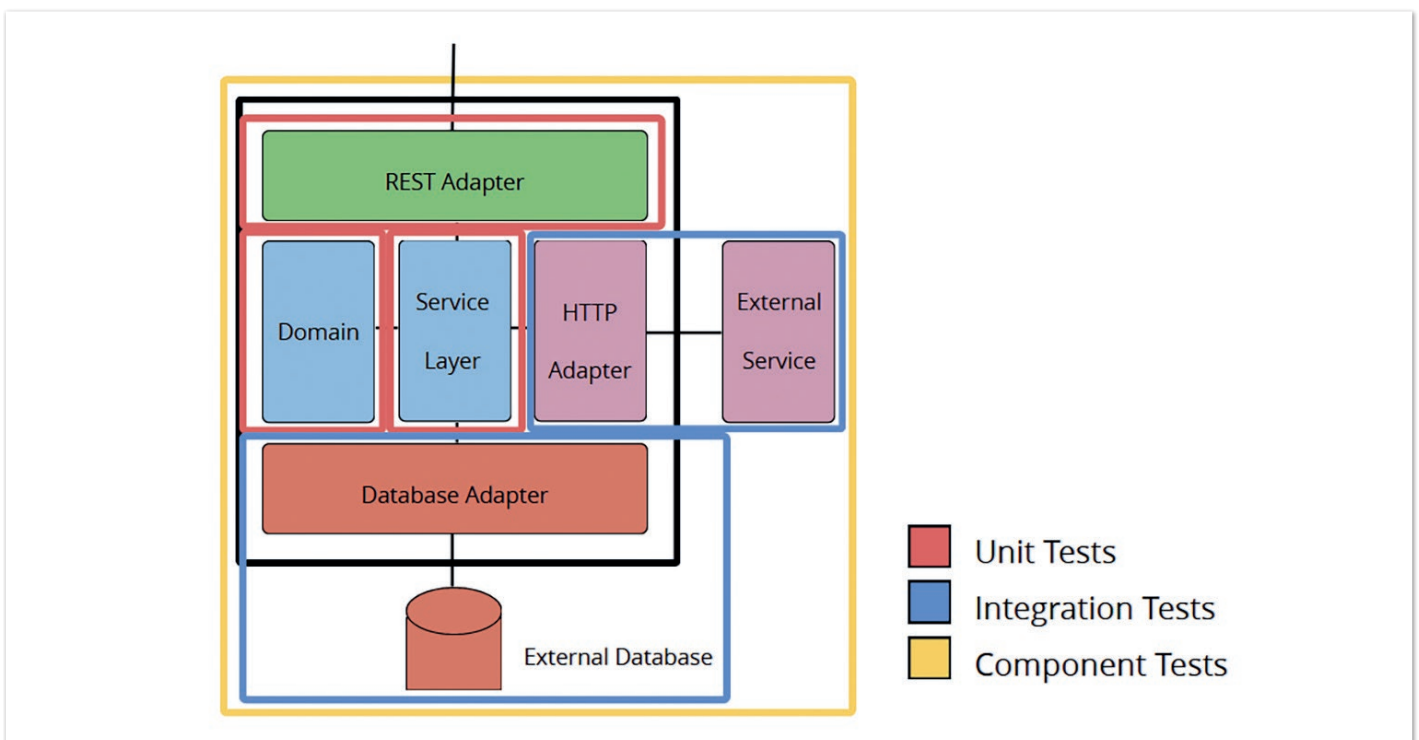 REST Adapter
Domain
Service
Layer
HTTP
Adapter
External
Service
Database Adapter
External Database
Unit Tests
Integration Tests
Component Tests